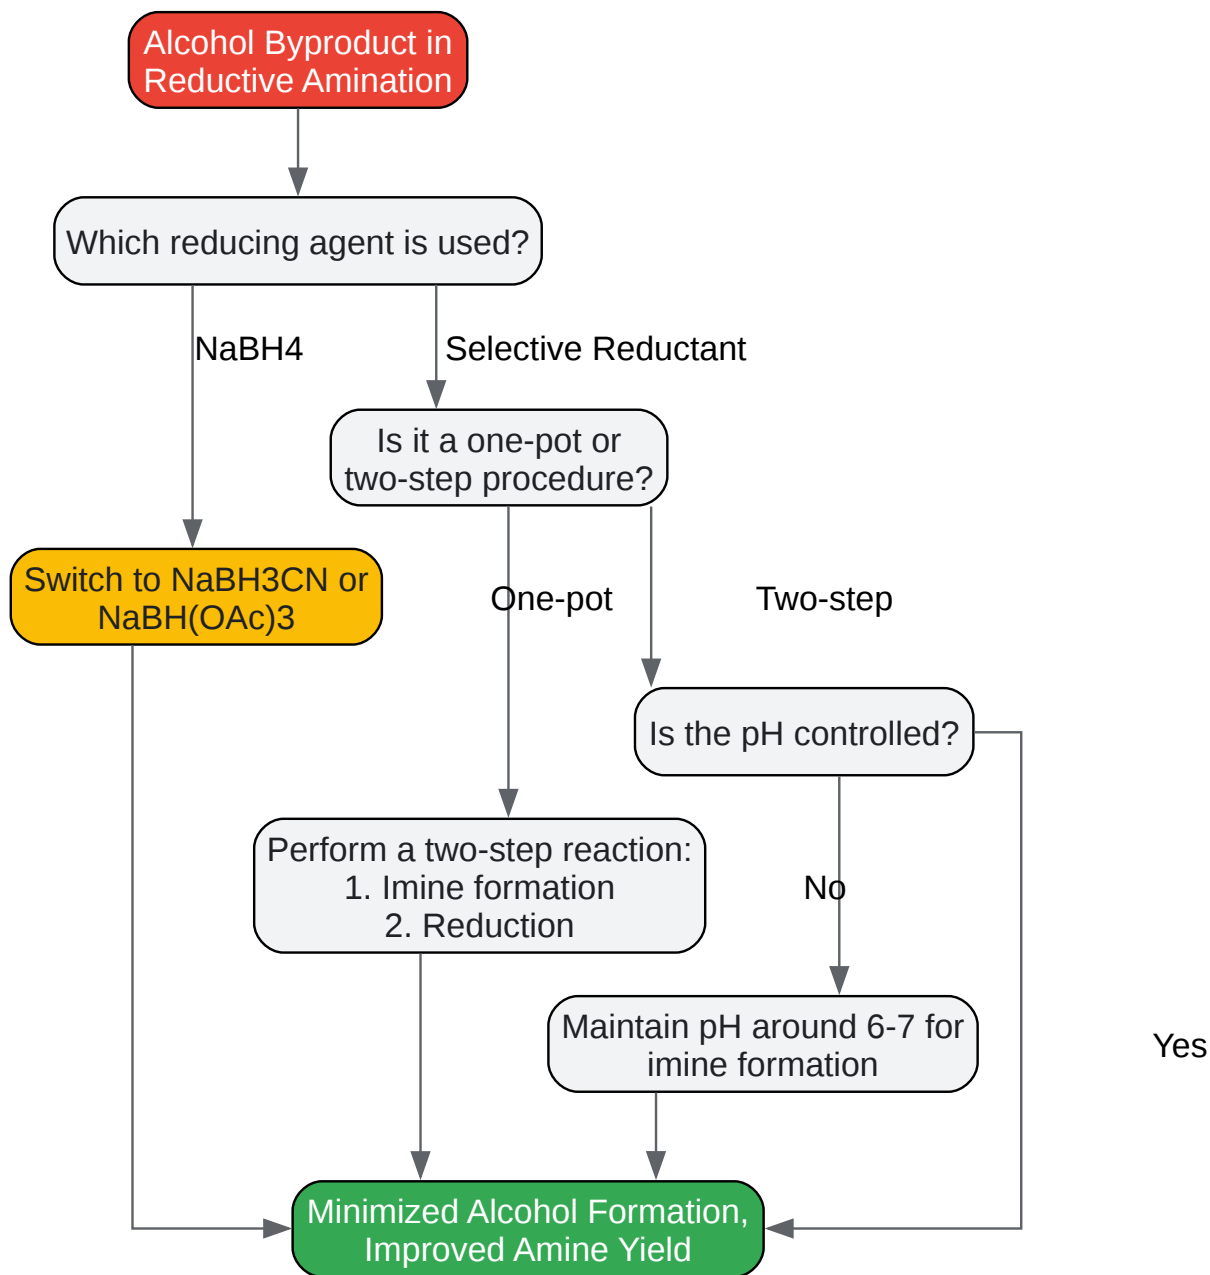 Alcohol Byproduct in
Reductive Amination
Which reducing agent is used?
NaBH4
Selective Reductant
Is it a one-pot or
two-step procedure?
Switch to NaBH3CN or
NaBH(OAc)3
One-pot
Two-step
Is the pH controlled?
Perform a two-step reaction:
1. Imine formation
2. Reduction
No
Maintain pH around 6-7 for
imine formation
Yes
Minimized Alcohol Formation,
Improved Amine Yield